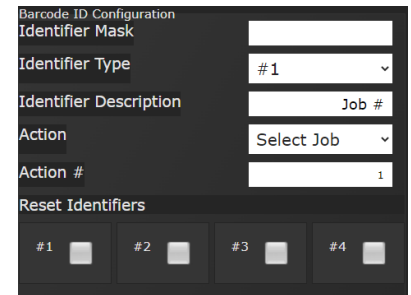 Barcode ID Configuration
Identifier Mask
Identifier Type #1
Identifier Description Job #
Action Select Job
Action # 1
Reset Identifiers
#1 #2 #3 #4